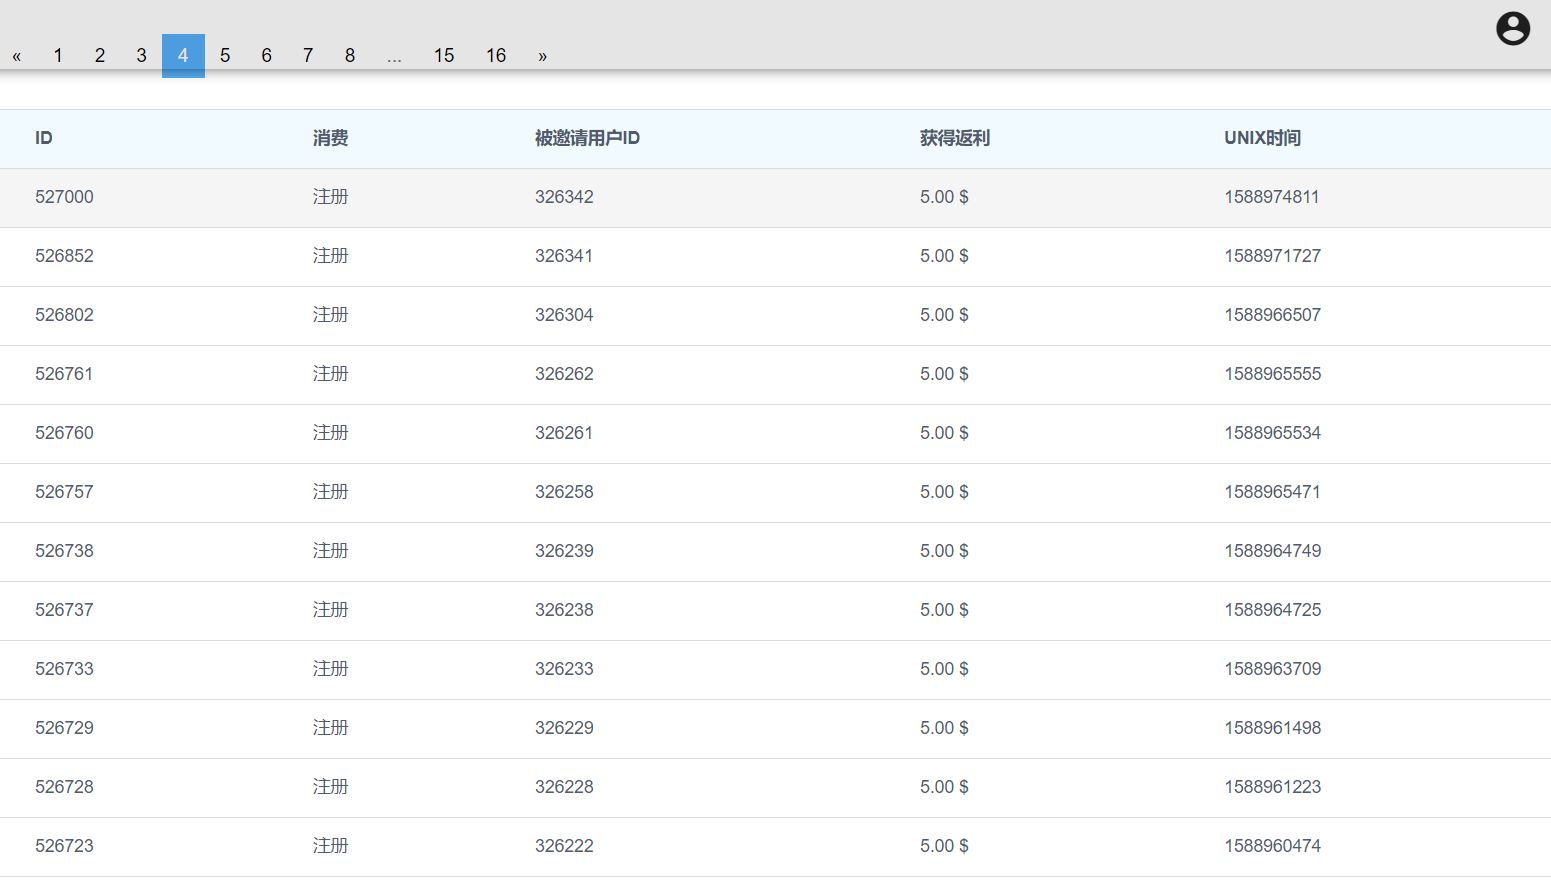 « 1 2 3 4 5 6 7 8 ... 15 16 »
ID 消费 被邀请用户ID 获得返利 UNIX时间
527000 注册 326342 5.00 $ 1588974811
526852 注册 326341 5.00 $ 1588971727
526802 注册 326304 5.00 $ 1588966507
526761 注册 326262 5.00 $ 1588965555
526760 注册 326261 5.00 $ 1588965534
526757 注册 326258 5.00 $ 1588965471
526738 注册 326239 5.00 $ 1588964749
526737 注册 326238 5.00 $ 1588964725
526733 注册 326233 5.00 $ 1588963709
526729 注册 326229 5.00 $ 1588961498
526728 注册 326228 5.00 $ 1588961223
526723 注册 326222 5.00 $ 1588960474